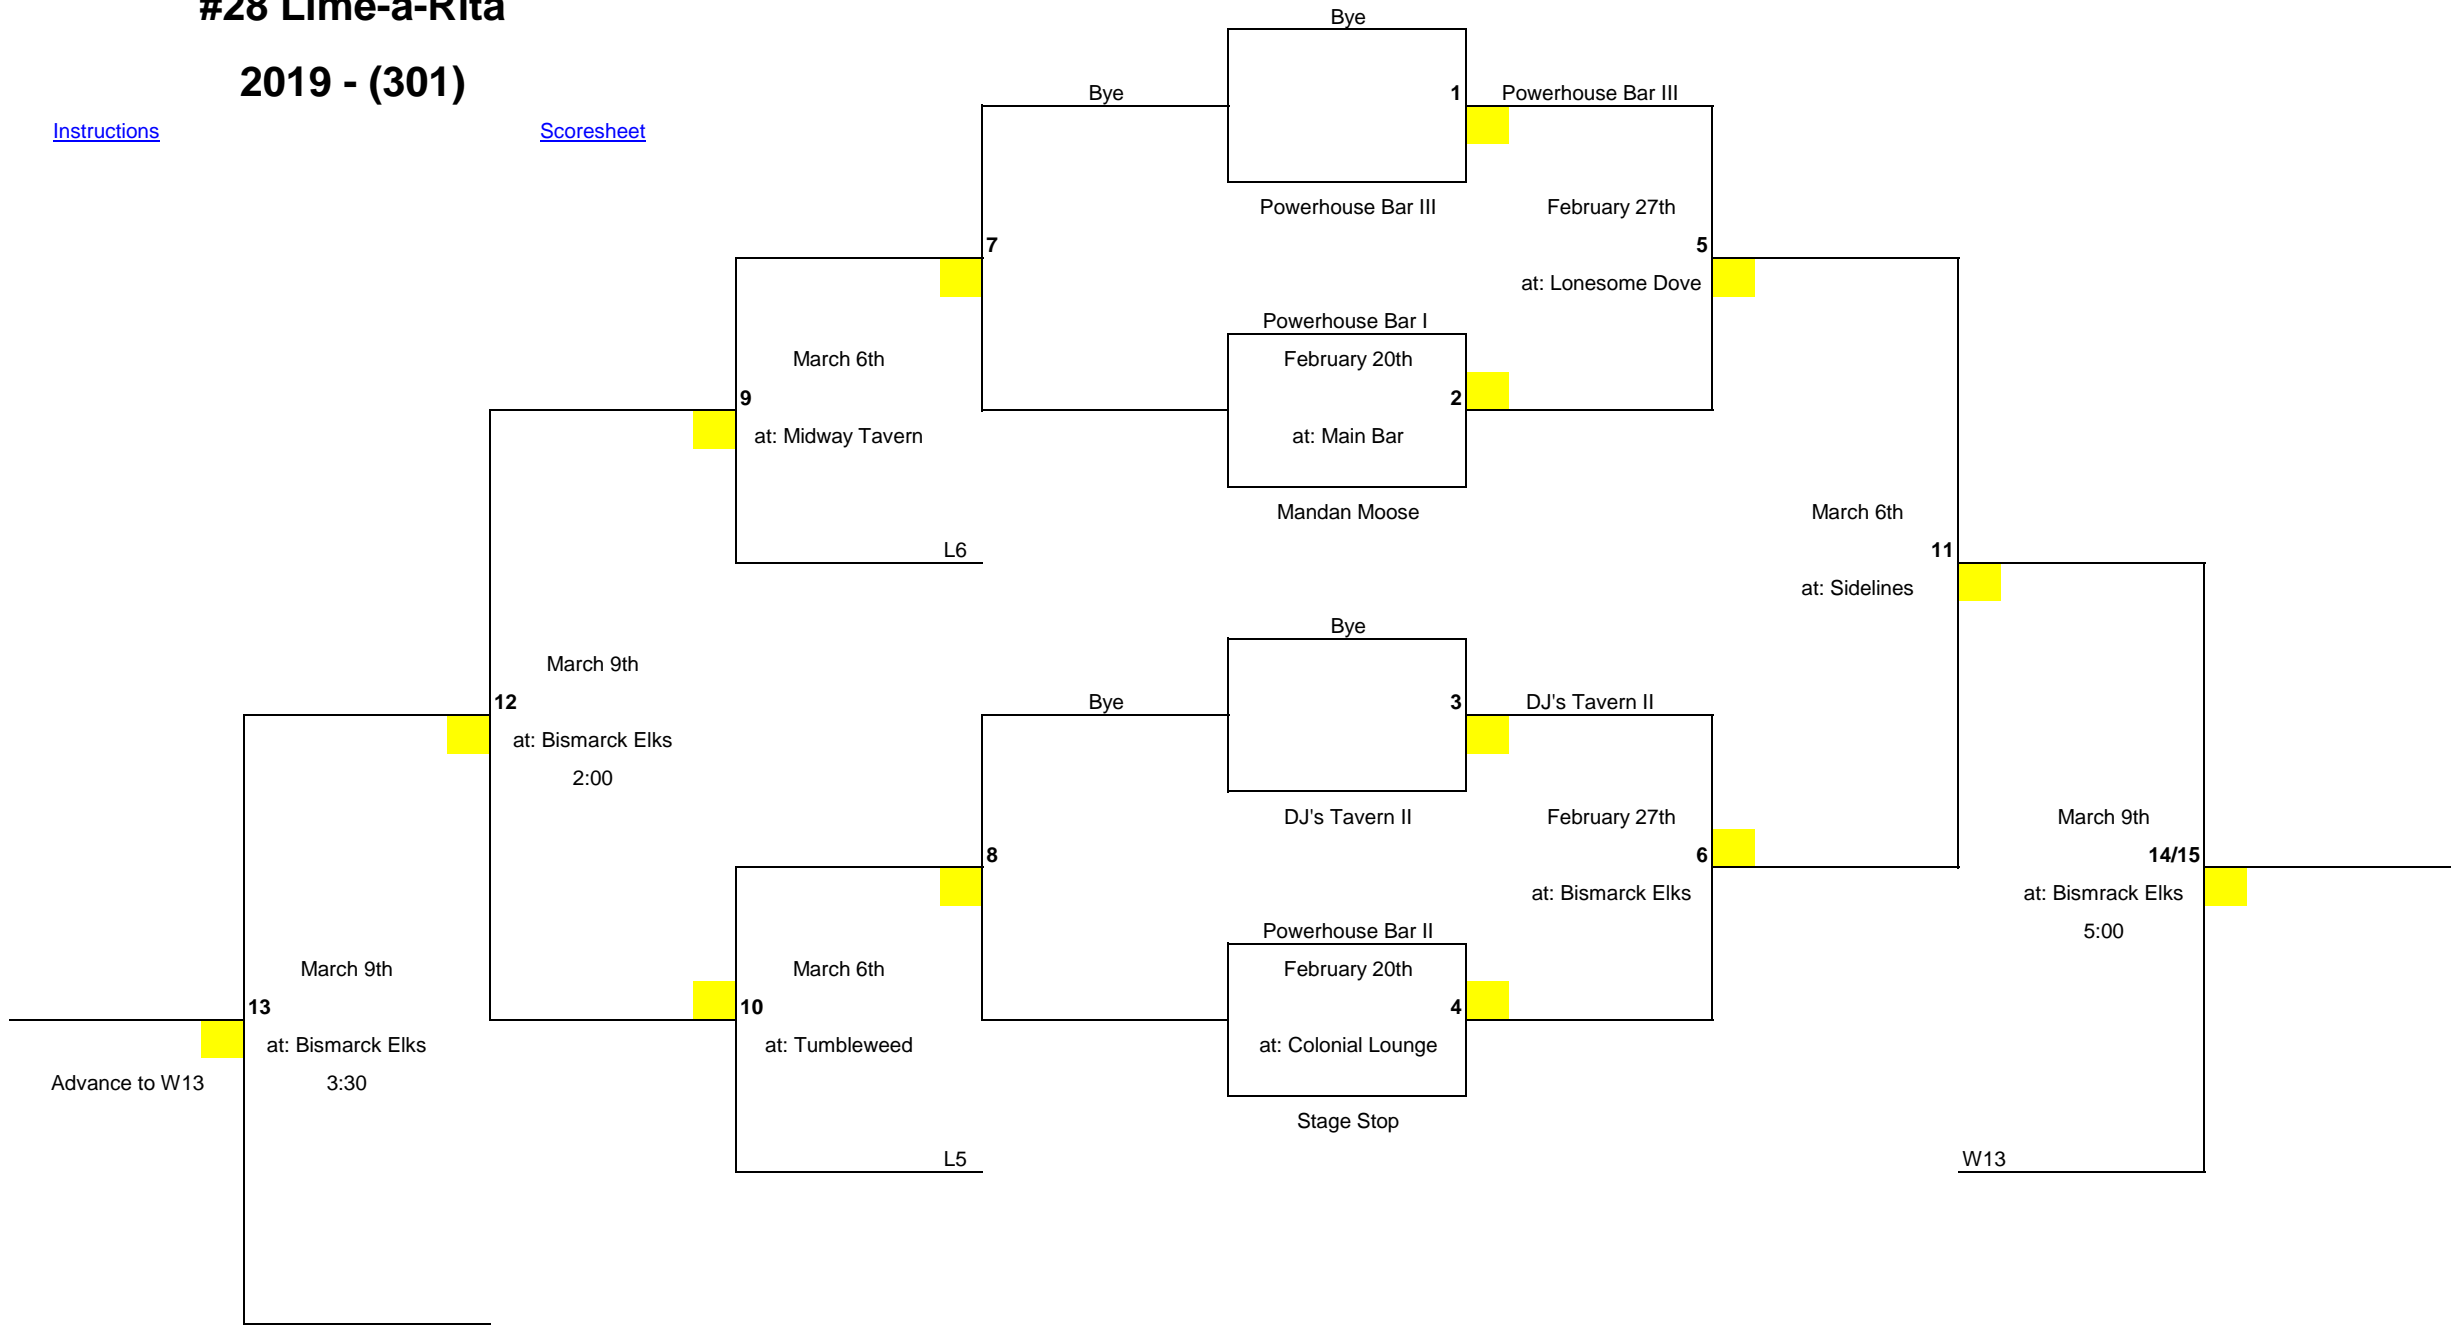 #28 Lime-a-Rita
Bye
2019 - (301)
Bye
1
Powerhouse Bar III
Instructions
Scoresheet
Powerhouse Bar III
February 27th
7
5
at: Lonesome Dove
Powerhouse Bar I
March 6th
February 20th
9
2
at: Midway Tavern
at: Main Bar
Mandan Moose
March 6th
L6
11
at: Sidelines
Bye
March 9th
12
Bye
3
DJ's Tavern II
at: Bismarck Elks
2:00
DJ's Tavern II
February 27th
March 9th
8
6
14/15
at: Bismarck Elks
at: Bismrack Elks
Powerhouse Bar II
5:00
March 9th
March 6th
February 20th
13
10
4
at: Bismarck Elks
at: Tumbleweed
at: Colonial Lounge
Advance to W13
3:30
Stage Stop
L5
W13